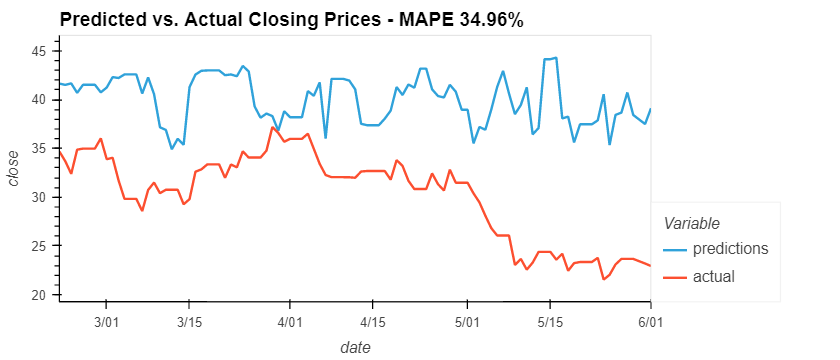 Predicted vs. Actual Closing Prices - MAPE 34.96%
45
40
35
30
25
20
close
3/01 3/15 4/01 4/15 5/01 5/15 6/01
date
Variable
predictions
actual